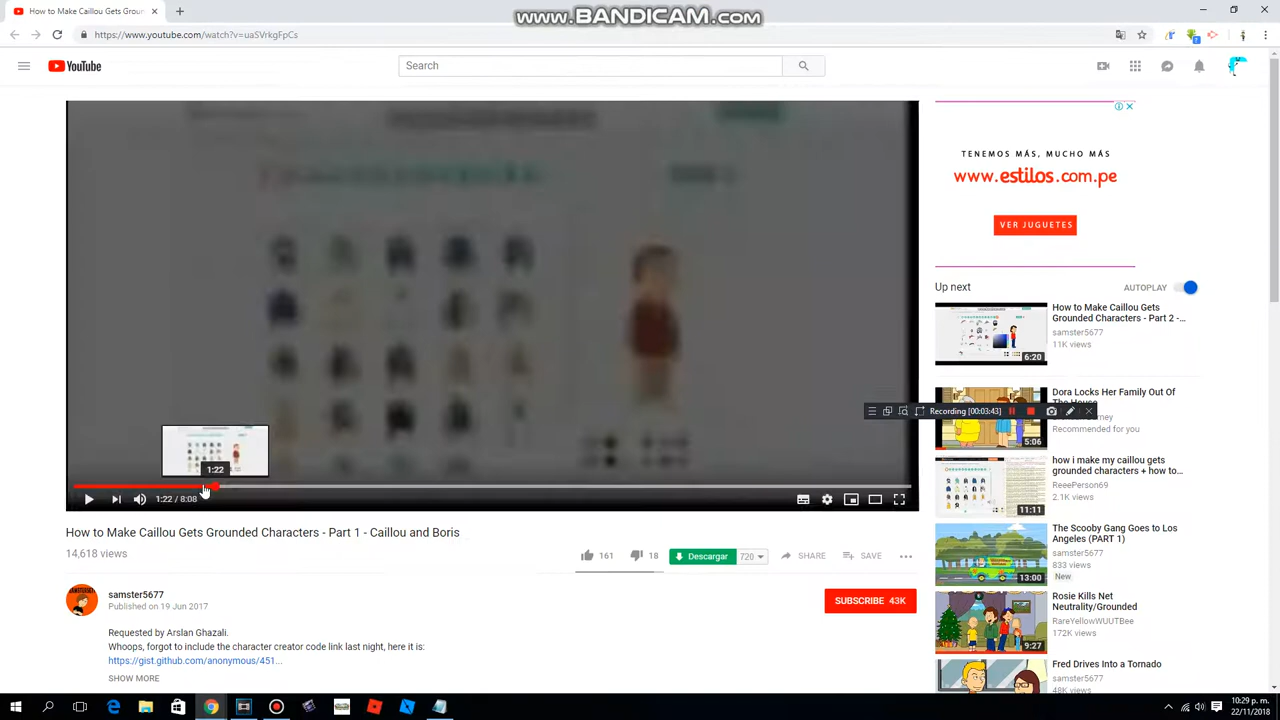 www.BANDICAM.com
How to Make Caillou Gets Groun
https://www.youtube.com/watch?v=uaSVrkgFpCs
YouTube
Search
TENEMOS MÁS, MUCHO MÁS
www.estilos.com.pe
VER JUGUETES
Up next
AUTOPLAY
How to Make Caillou Gets
Grounded Characters - Part 2 -...
samster5677
11K views
6:20
Dora Locks Her Family Out Of
Recording [00:03:43]
Recommended for you
5:06
how i make my caillou gets
grounded characters + how to...
ReeePerson69
2.1K views
11:11
The Scooby Gang Goes to Los
Angeles (PART 1)
samster5677
833 views
New
13:00
Rosie Kills Net
Neutrality/Grounded
RareYellowWUUTBee
172K views
9:27
Fred Drives Into a Tornado
samster5677
48K views
1:22
1:22 / 8:08
How to Make Caillou Gets Grounded Characters - Part 1 - Caillou and Boris
14,618 views
161
18
Descargar
720
SHARE
SAVE
samster5677
Published on 19 Jun 2017
SUBSCRIBE 43K
Requested by Arslan Ghazali.
Whoops, forgot to include the character creator code link last night, here it is:
https://gist.github.com/anonymous/451...
SHOW MORE
10:29 p. m.
22/11/2018